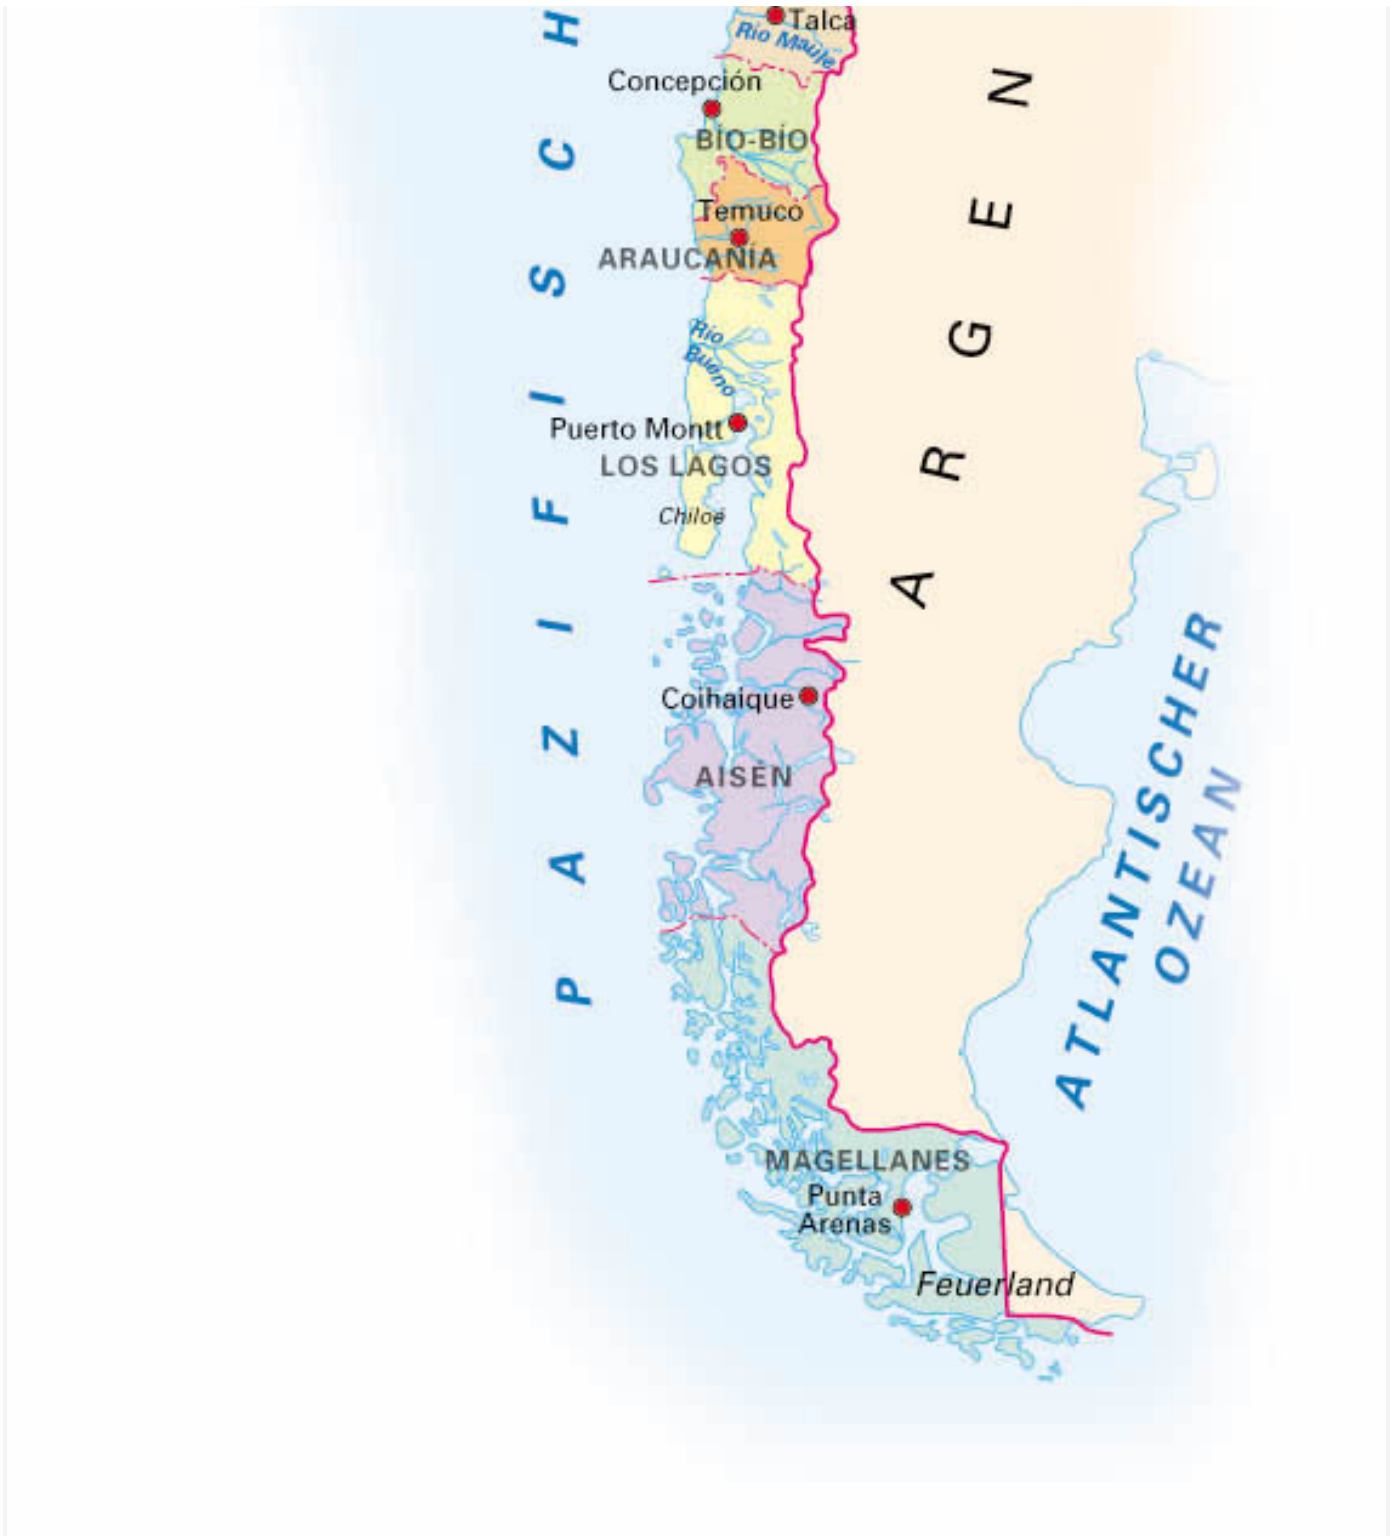 Talca
Río Maule
Concepción
BÍO-BÍO
Temuco
ARAUCANÍA
Río
Bueno
Puerto Montt
LOS LAGOS
Chiloé
Coihaique
AISÉN
MAGELLANES
Punta
Arenas
Feuerland
PAZIFISCH
ARGEN
ATLANTISCHER
OZEAN